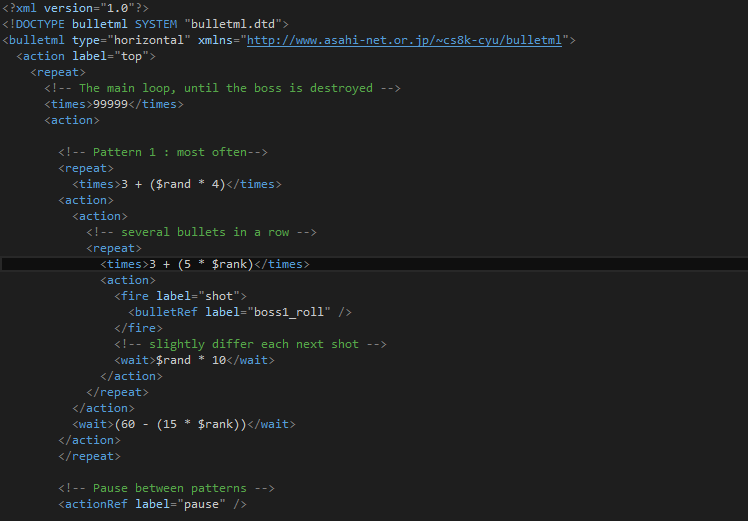 <?xml version="1.0"?>
<!DOCTYPE bulletml SYSTEM "bulletml.dtd">
<bulletml type="horizontal" xmlns="http://www.asahi-net.or.jp/~cs8k-cyu/bulletml">
  <action label="top">
    <repeat>
      <!-- The main loop, until the boss is destroyed -->
      <times>99999</times>
      <action>

        <!-- Pattern 1 : most often-->
        <repeat>
          <times>3 + ($rand * 4)</times>
        <action>
          <action>
            <!-- several bullets in a row -->
            <repeat>
              <times>3 + (5 * $rank)</times>
              <action>
                <fire label="shot">
                  <bulletRef label="boss1_roll" />
                </fire>
                <!-- slightly differ each next shot -->
                <wait>$rand * 10</wait>
              </action>
            </repeat>
          </action>
          <wait>(60 - (15 * $rank))</wait>
        </action>
        </repeat>

        <!-- Pause between patterns -->
        <actionRef label="pause" />